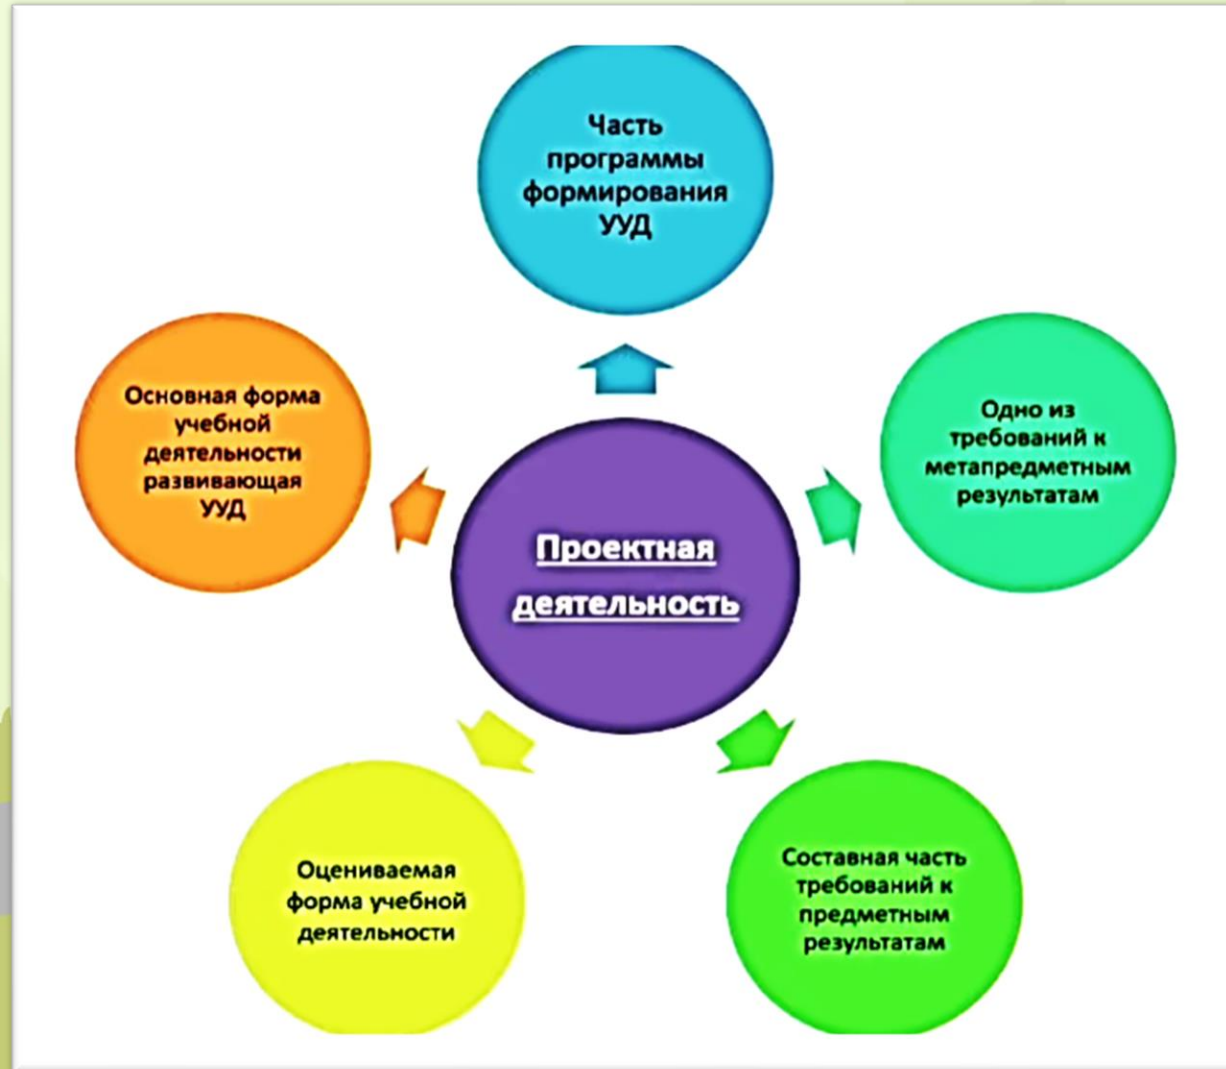 Часть
программы
формирования
УУД
Основная форма
учебной
деятельности
развивающая
УУД
Одно из
требований к
метапредметным
результатам
Проектная
деятельность
Оцениваемая
форма учебной
деятельности
Составная часть
требований к
предметным
результатам